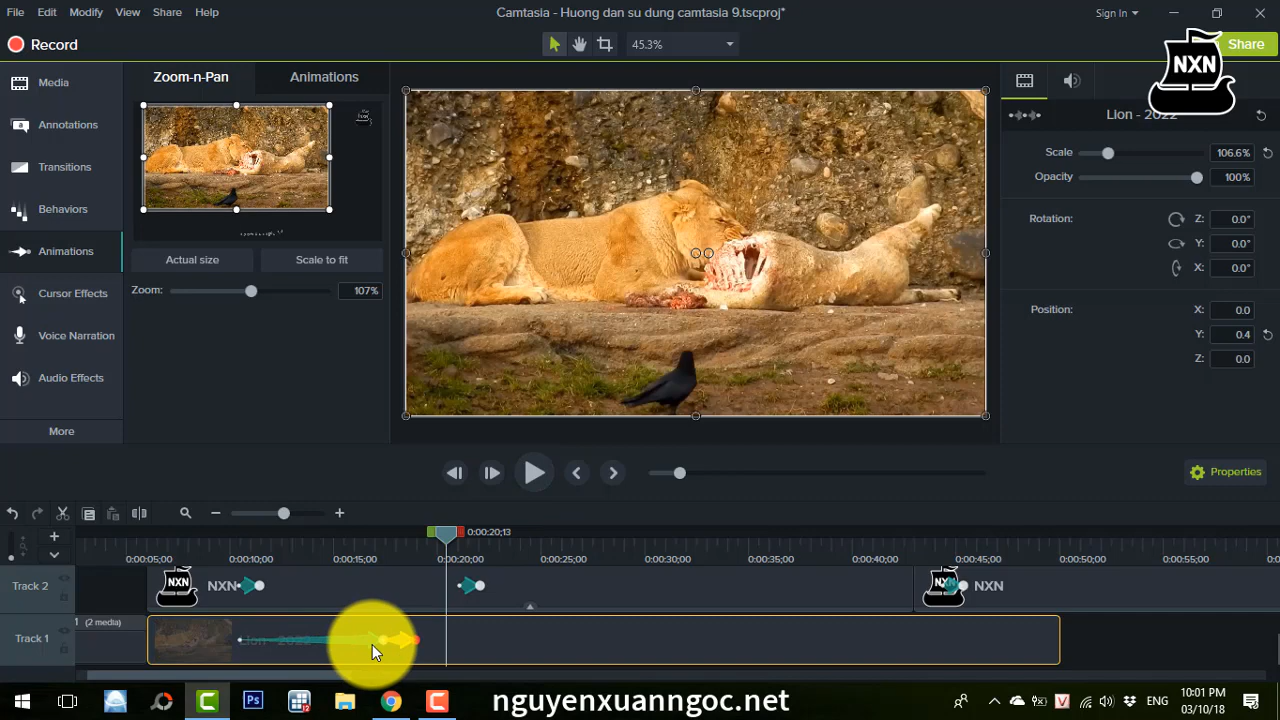 File Edit Modify View Share Help
Camtasia - Huong dan su dung camtasia 9.tscproj*
Sign In
Record
45.3%
Share
NXN
Zoom-n-Pan
Animations
Media
Annotations
Transitions
Behaviors
Animations
Cursor Effects
Voice Narration
Audio Effects
More
Actual size
Scale to fit
Zoom:
107%
Lion - 2022
Scale
106.6%
Opacity
100%
Rotation:
Z:
0.0°
Y:
0.0°
X:
0.0°
Position:
X:
0.0
Y:
0.4
Z:
0.0
Properties
0:00:20;13
0:00:05;00
0:00:10;00
0:00:15;00
0:00:20;00
0:00:25;00
0:00:30;00
0:00:35;00
0:00:40;00
0:00:45;00
0:00:50;00
0:00:55;00
Track 2
NXN
NXN
NXN
NXN
1 (2 media)
Track 1
Lion - 2022
nguyenxuanngoc.net
ENG
10:01 PM
03/10/18